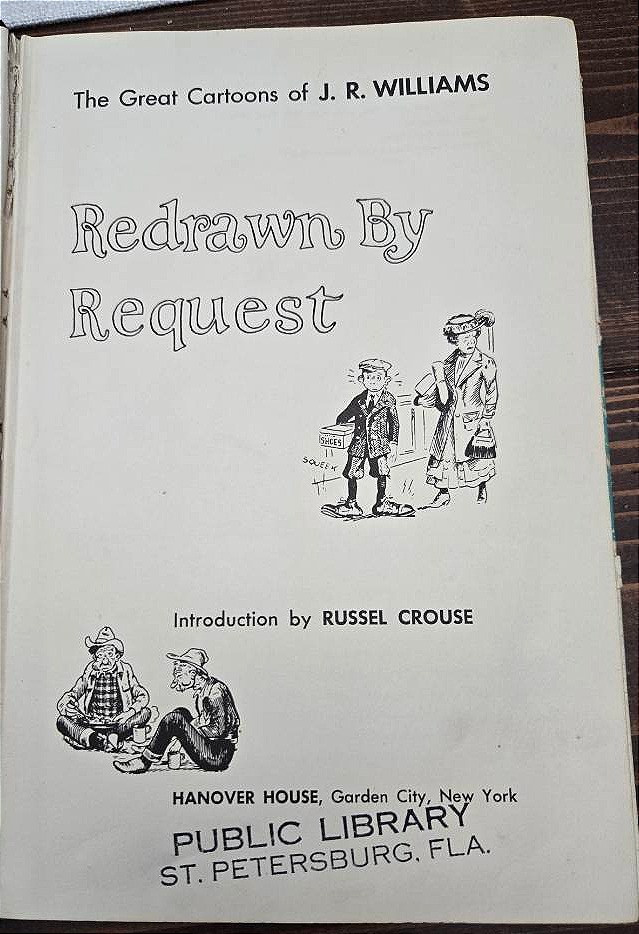 The Great Cartoons of J. R. WILLIAMS
Redrawn By
Request
SHOES
SQUEEK
Introduction by RUSSEL CROUSE
HANOVER HOUSE, Garden City, New York
PUBLIC LIBRARY
ST. PETERSBURG, FLA.